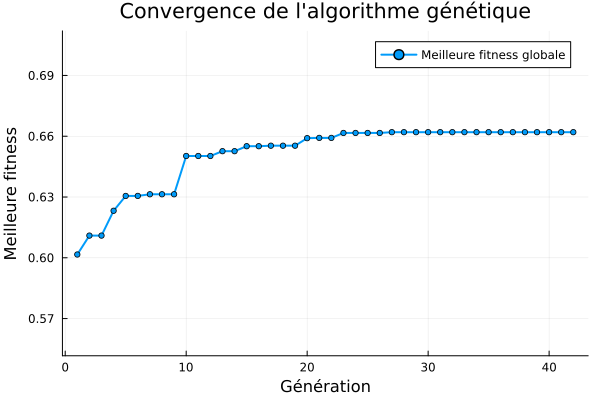 Convergence de l'algorithme génétique
Meilleure fitness globale
Meilleure fitness
0.69
0.66
0.63
0.60
0.57
0
10
20
30
40
Génération